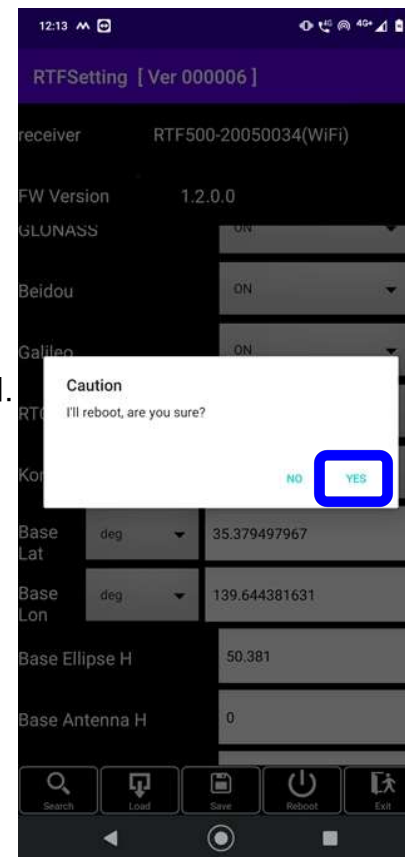 12:13
4G+
RTFSetting [ Ver 000006 ]
receiver RTF500-20050034(WiFi)
FW Version 1.2.0.0
GLONASS ON
Beidou ON
Galileo ON
Caution
I'll reboot, are you sure?
NO YES
Base Lat deg 35.379497967
Base Lon deg 139.644381631
Base Ellipse H 50.381
Base Antenna H 0
Search Load Save Reboot Exit